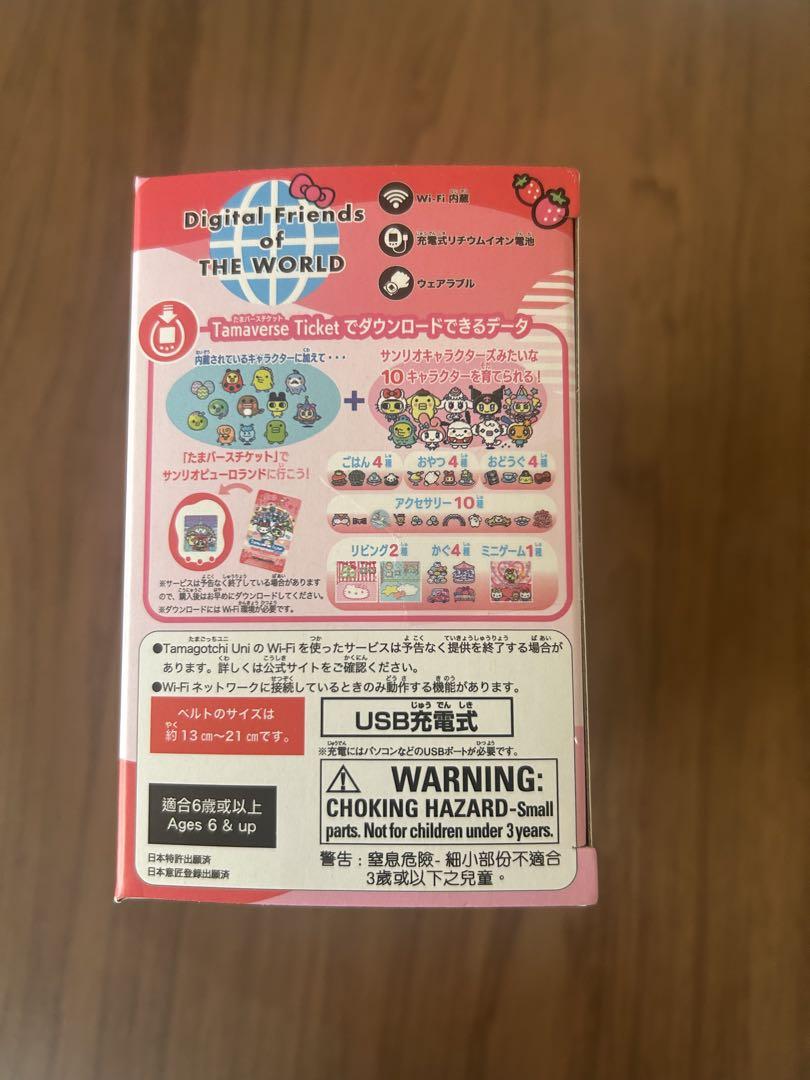 Digital Friends
of
THE WORLD
Wi-Fi 内蔵
充電式リチウムイオン電池
ウェアラブル
Tamaverse Ticket でダウンロードできるデータ
内蔵されているキャラクターに加えて・・・
サンリオキャラクターズみたいな
10 キャラクターを育てられる!
+
「たまバースチケット」で
サンリオピューロランドに行こう!
ごはん 4種 おやつ 4種 おどうぐ 4種
アクセサリー 10種
リビング2種 かぐ4種 ミニゲーム1種
※サービスは予告なく終了している場合があります
ので、購入後はお早めにダウンロードしてください。
※ダウンロードには Wi-Fi 環境が必要です。
●Tamagotchi Uni の Wi-Fi を使ったサービスは予告なく提供を終了する場合が
あります。詳しくは公式サイトをご確認ください。
●Wi-Fi ネットワークに接続しているときのみ動作する機能があります。
ベルトのサイズは
約 13 cm〜21 cmです。
USB充電式
※充電にはパソコンなどのUSBポートが必要です。
適合6歲或以上
Ages 6 & up
⚠ WARNING:
CHOKING HAZARD-Small
parts. Not for children under 3 years.
日本特許出願済
日本意匠登録出願済
警告 : 窒息危險- 細小部份不適合
3歲或以下之兒童。